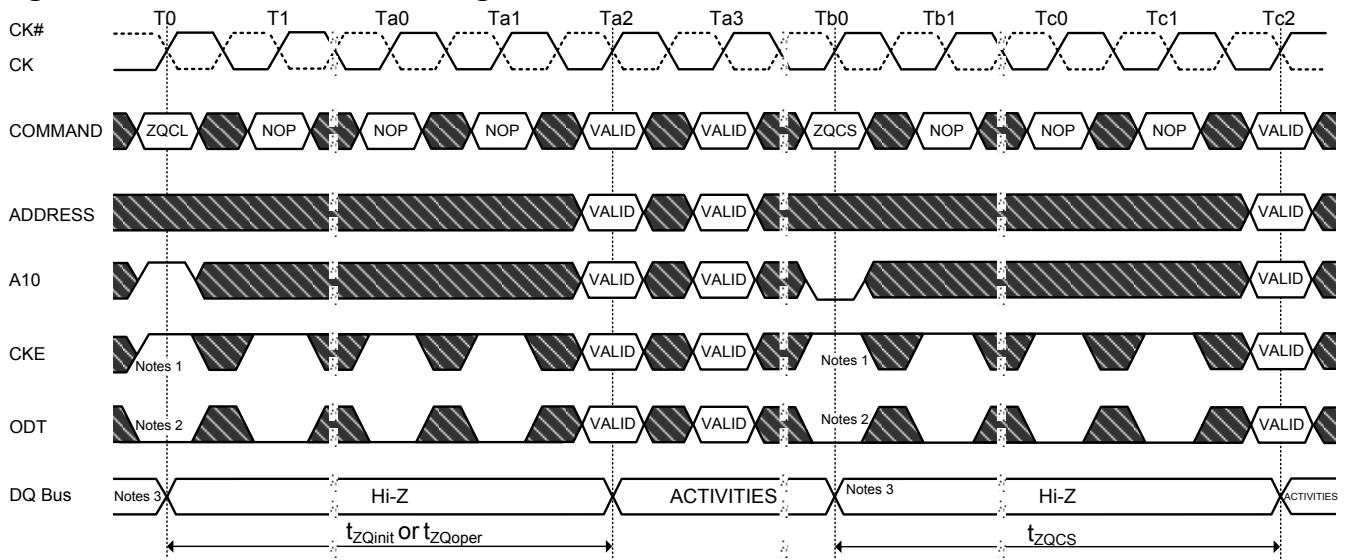 T0 T1 Ta0 Ta1 Ta2 Ta3 Tb0 Tb1 Tc0 Tc1 Tc2
CK#
CK
COMMAND ZQCL NOP NOP NOP VALID VALID ZQCS NOP NOP NOP VALID
ADDRESS VALID VALID VALID
A10 VALID VALID VALID
CKE Notes 1 VALID VALID Notes 1 VALID
ODT Notes 2 VALID VALID Notes 2 VALID
DQ Bus Notes 3 Hi-Z ACTIVITIES Notes 3 Hi-Z ACTIVITIES
tZQinit or tZQoper tZQCS